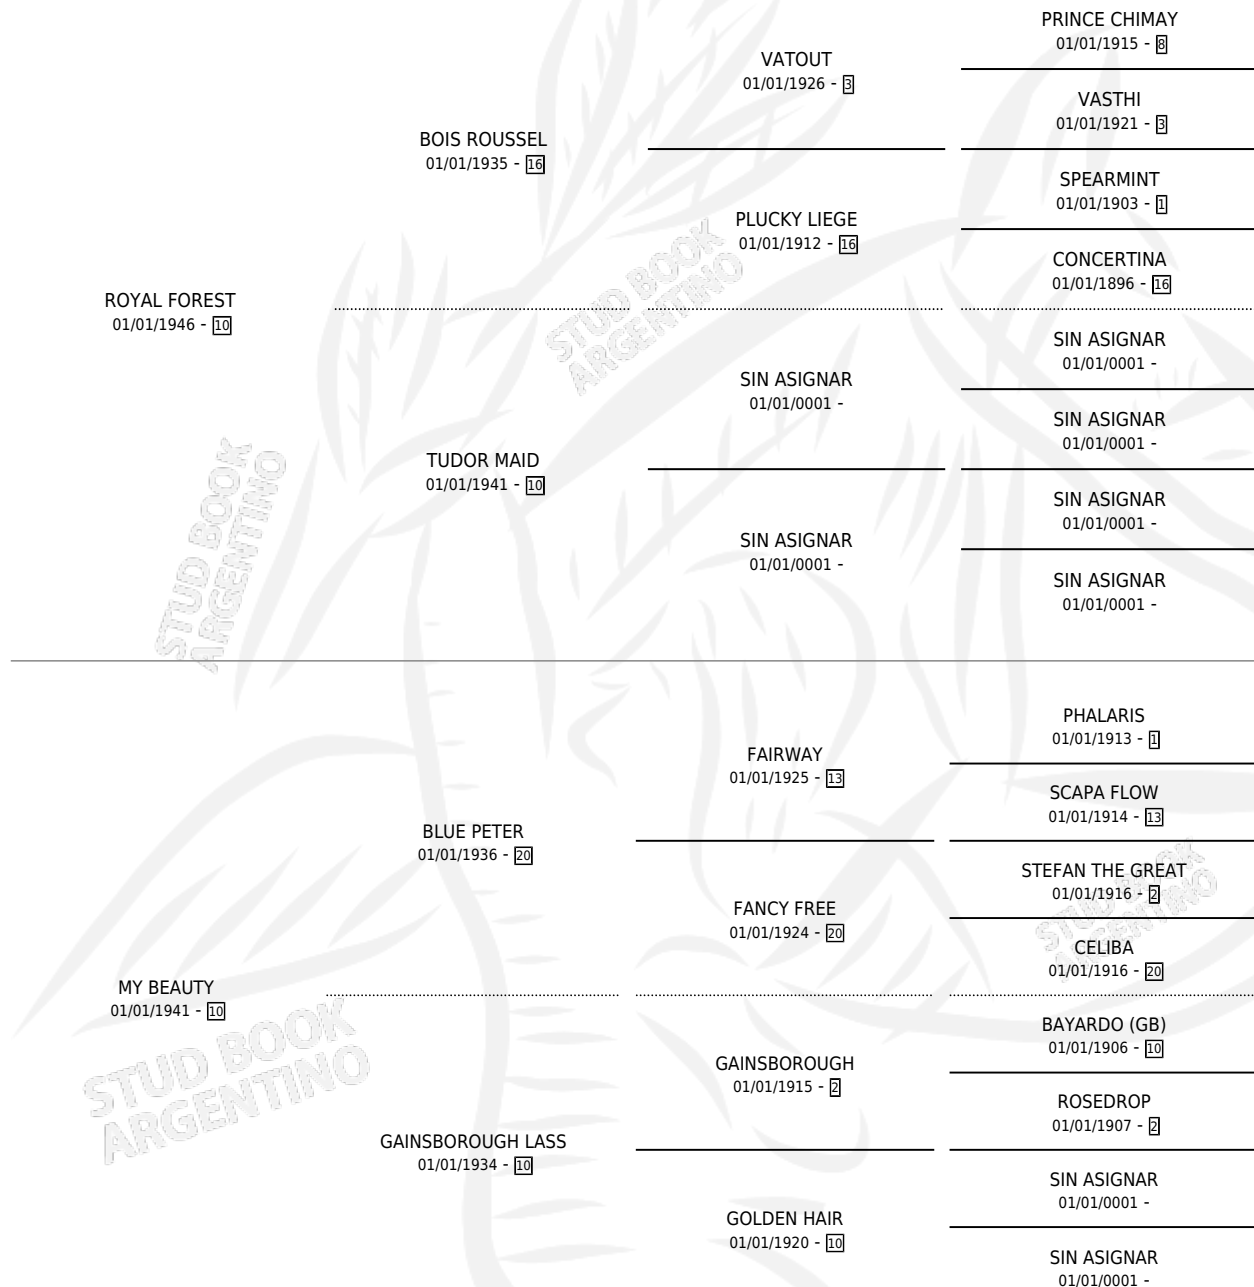 PRINCE CHIMAY
01/01/1915 - 8
VATOUT
01/01/1926 - 3
VASTHI
01/01/1921 - 3
BOIS ROUSSEL
01/01/1935 - 16
SPEARMINT
01/01/1903 - 1
PLUCKY LIEGE
01/01/1912 - 16
CONCERTINA
01/01/1896 - 16
ROYAL FOREST
01/01/1946 - 10
SIN ASIGNAR
01/01/0001 -
SIN ASIGNAR
01/01/0001 -
SIN ASIGNAR
01/01/0001 -
TUDOR MAID
01/01/1941 - 10
SIN ASIGNAR
01/01/0001 -
SIN ASIGNAR
01/01/0001 -
SIN ASIGNAR
01/01/0001 -
STUD BOOK
ARGENTINO
STUD BOOK
ARGENTINO
PHALARIS
01/01/1913 - 1
FAIRWAY
01/01/1925 - 13
SCAPA FLOW
01/01/1914 - 13
BLUE PETER
01/01/1936 - 20
STEFAN THE GREAT
01/01/1916 - 2
FANCY FREE
01/01/1924 - 20
CELIBA
01/01/1916 - 20
MY BEAUTY
01/01/1941 - 10
BAYARDO (GB)
01/01/1906 - 10
GAINSBOROUGH
01/01/1915 - 2
ROSEDROP
01/01/1907 - 2
GAINSBOROUGH LASS
01/01/1934 - 10
SIN ASIGNAR
01/01/0001 -
GOLDEN HAIR
01/01/1920 - 10
SIN ASIGNAR
01/01/0001 -
STUD BOOK
ARGENTINO
STUD BOOK
ARGENTINO